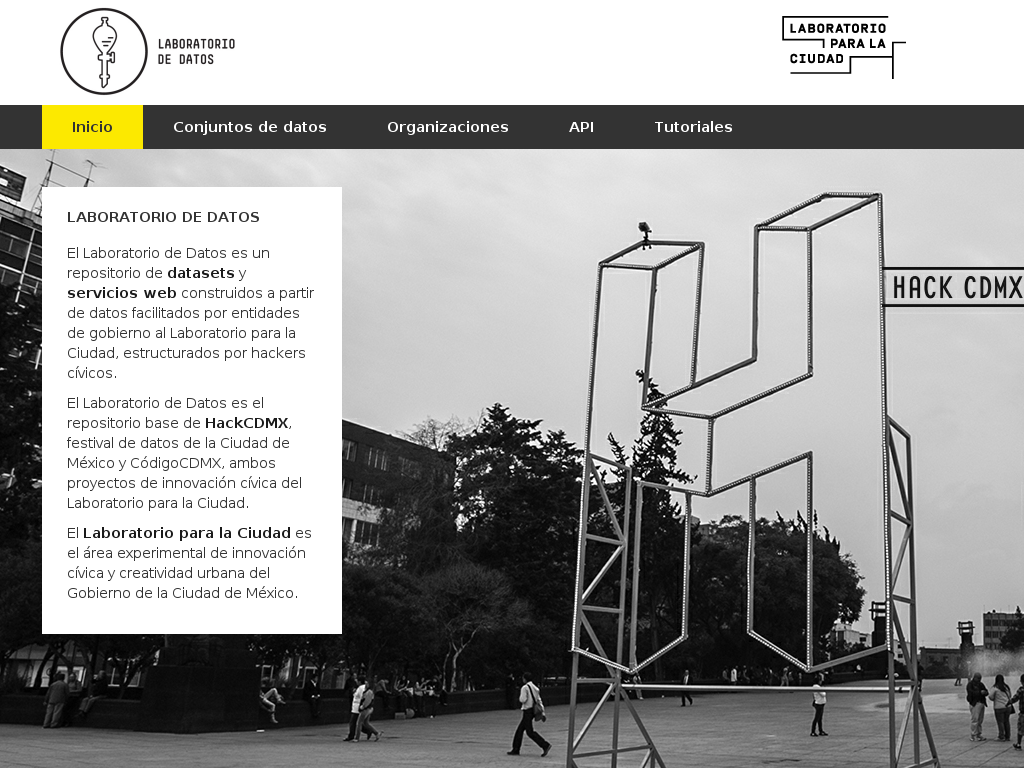 LABORATORIO
DE DATOS
LABORATORIO
PARA LA
CIUDAD
Inicio
Conjuntos de datos
Organizaciones
API
Tutoriales
LABORATORIO DE DATOS
El Laboratorio de Datos es un
repositorio de datasets y
servicios web construidos a partir
de datos facilitados por entidades
de gobierno al Laboratorio para la
Ciudad, estructurados por hackers
cívicos.
El Laboratorio de Datos es el
repositorio base de HackCDMX,
festival de datos de la Ciudad de
México y CódigoCDMX, ambos
proyectos de innovación cívica del
Laboratorio para la Ciudad.
El Laboratorio para la Ciudad es
el área experimental de innovación
cívica y creatividad urbana del
Gobierno de la Ciudad de México.
HACK CDMX